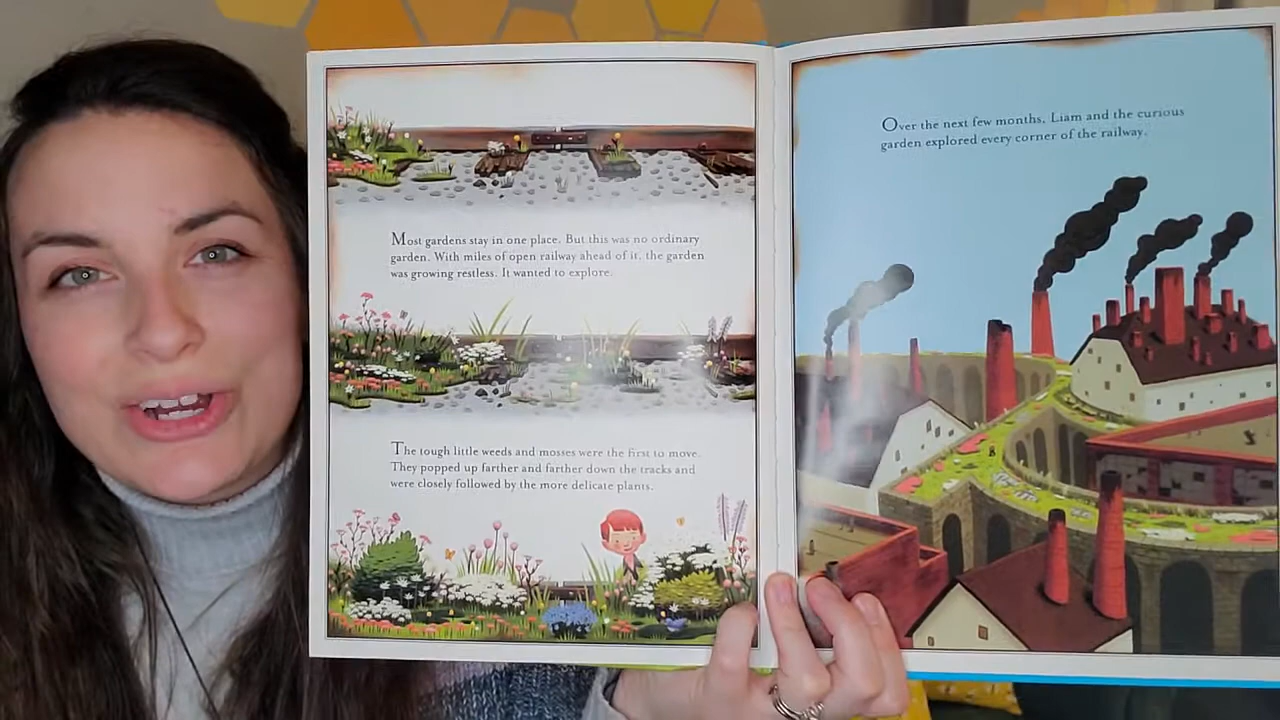 Most gardens stay in one place. But this was no ordinary
garden. With miles of open railway ahead of it, the garden
was growing restless. It wanted to explore.
The tough little weeds and mosses were the first to move.
They popped up farther and farther down the tracks and
were closely followed by the more delicate plants.
Over the next few months, Liam and the curious
garden explored every corner of the railway.